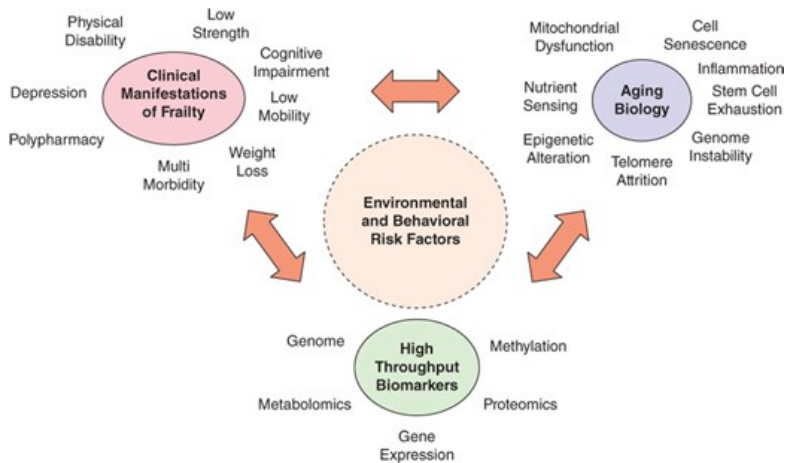 Physical
Disability
Low
Strength
Cognitive
Impairment
Depression
Clinical
Manifestations
of Frailty
Low
Mobility
Polypharmacy
Multi
Morbidity
Weight
Loss
Mitochondrial
Dysfunction
Cell
Senescence
Inflammation
Nutrient
Sensing
Aging
Biology
Stem Cell
Exhaustion
Epigenetic
Alteration
Telomere
Attrition
Genome
Instability
Environmental
and Behavioral
Risk Factors
Genome
High
Throughput
Biomarkers
Methylation
Metabolomics
Proteomics
Gene
Expression